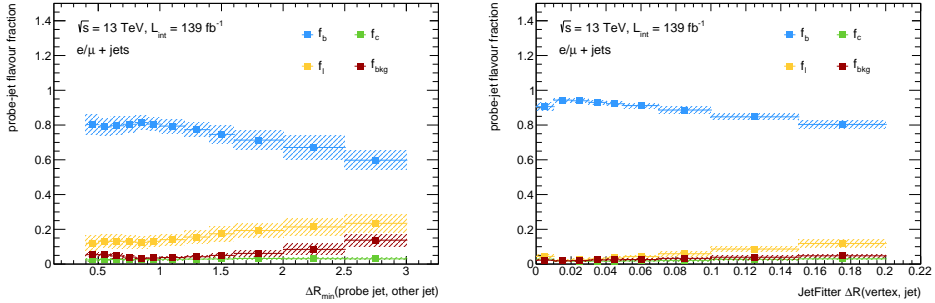 probe-jet flavour fraction
1.4
1.2
1
0.8
0.6
0.4
0.2
0
√s = 13 TeV, L_int = 139 fb⁻¹
e/μ + jets
f_b f_c
f_l f_bkg
0.5 1 1.5 2 2.5 3
ΔR_min(probe jet, other jet)
probe-jet flavour fraction
1.4
1.2
1
0.8
0.6
0.4
0.2
0
√s = 13 TeV, L_int = 139 fb⁻¹
e/μ + jets
f_b f_c
f_l f_bkg
0 0.02 0.04 0.06 0.08 0.1 0.12 0.14 0.16 0.18 0.2 0.22
JetFitter ΔR(vertex, jet)